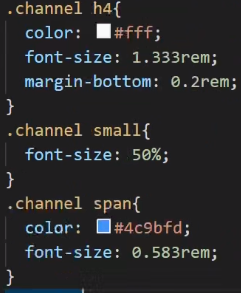 .channel h4{
  color: #fff;
  font-size: 1.333rem;
  margin-bottom: 0.2rem;
}
.channel small{
  font-size: 50%;
}
.channel span{
  color: #4c9bfd;
  font-size: 0.583rem;
}